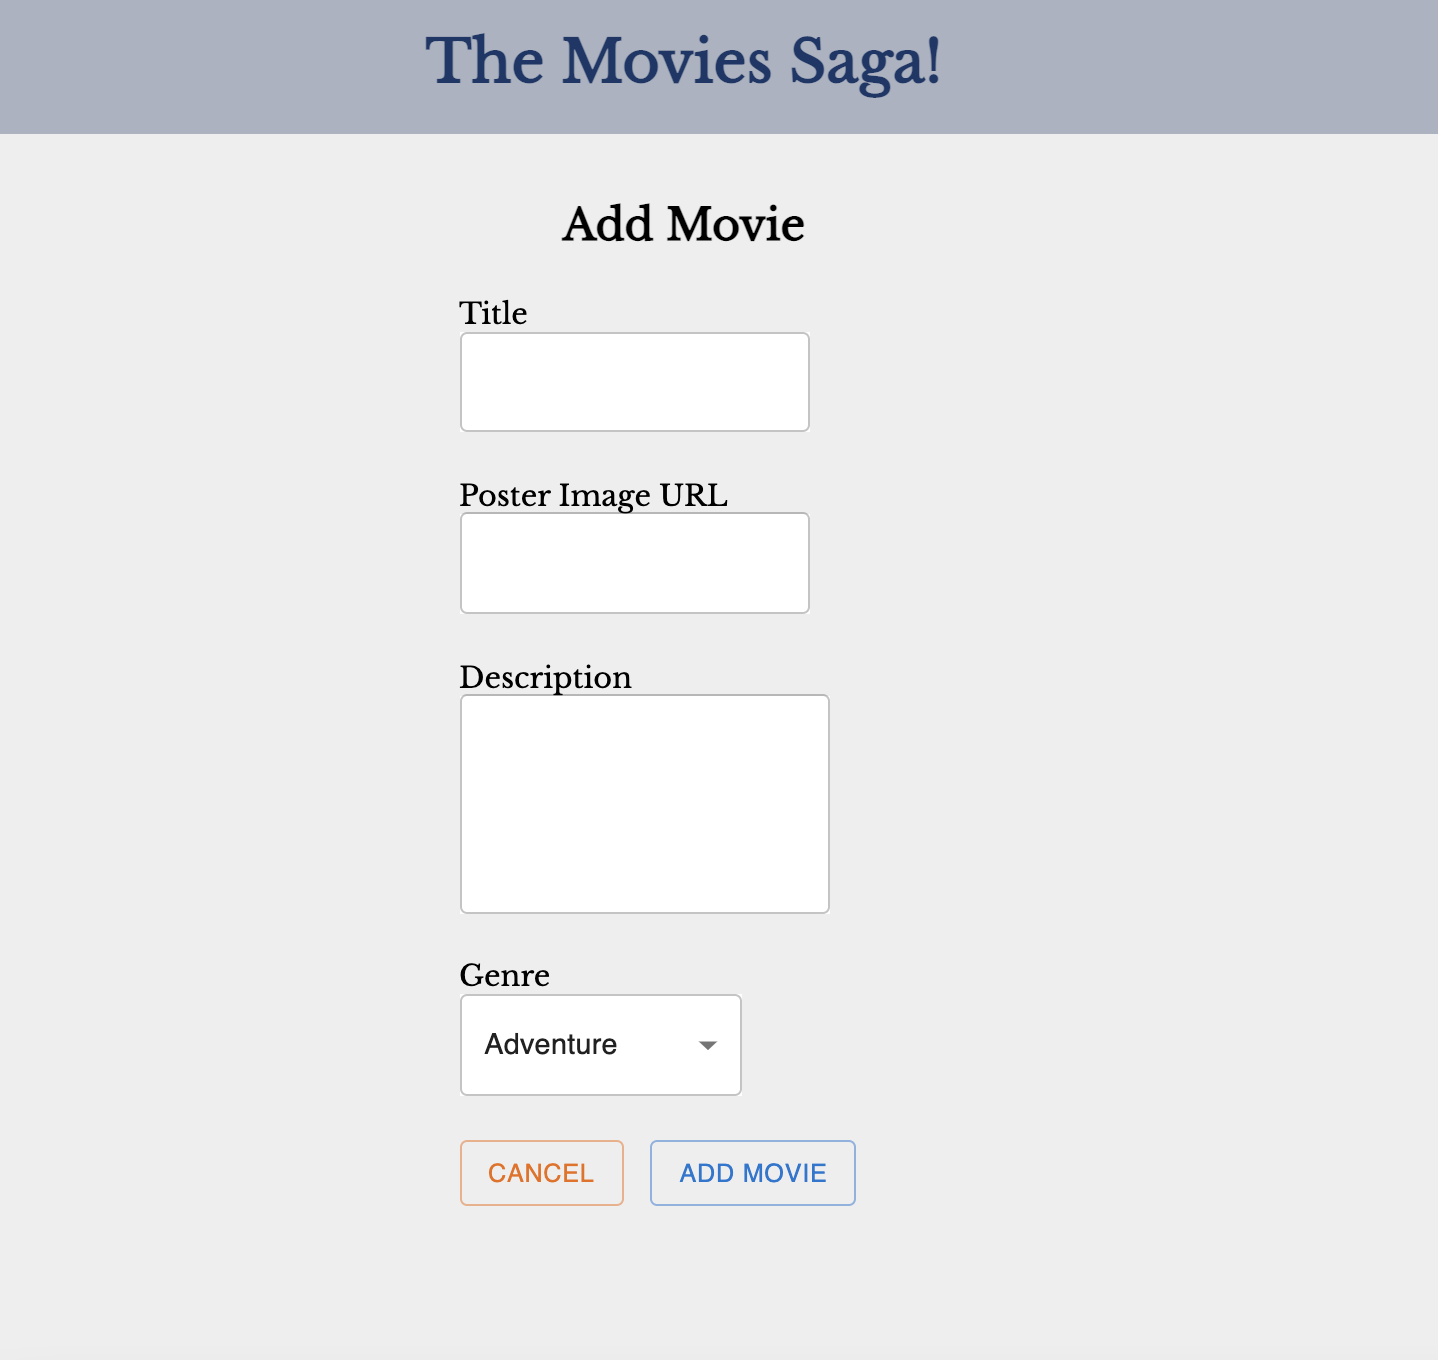 The Movies Saga!
Add Movie
Title
Poster Image URL
Description
Genre
Adventure
CANCEL ADD MOVIE